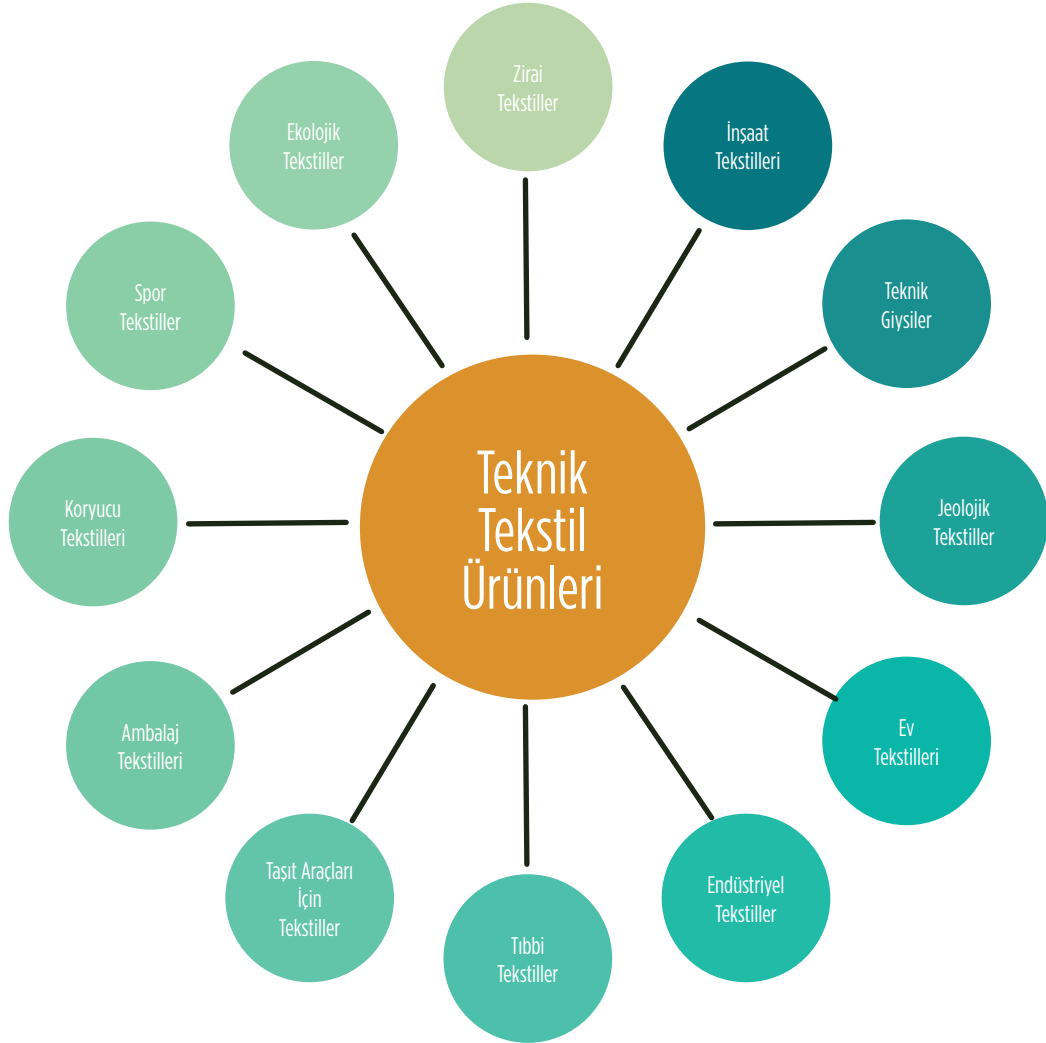 Teknik
Tekstil
Ürünleri
Zirai
Tekstiller
İnşaat
Tekstilleri
Teknik
Giysiler
Jeolojik
Tekstiller
Ev
Tekstilleri
Endüstriyel
Tekstiller
Tıbbi
Tekstiller
Taşıt Araçları
İçin
Tekstiller
Ambalaj
Tekstilleri
Koryucu
Tekstilleri
Spor
Tekstiller
Ekolojik
Tekstiller